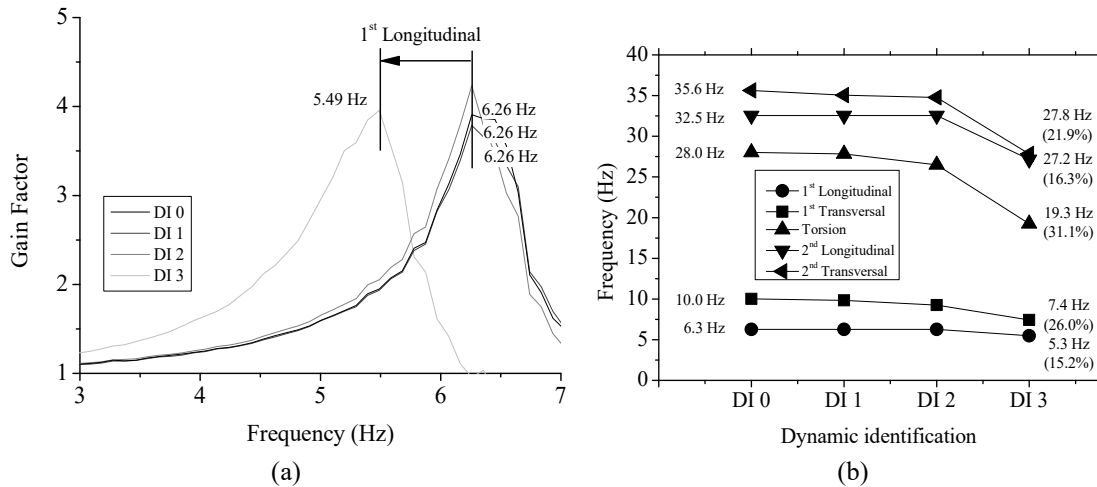 5
4
3
2
1
Gain Factor
1st Longitudinal
5.49 Hz
6.26 Hz
6.26 Hz
6.26 Hz
DI 0
DI 1
DI 2
DI 3
3 4 5 6 7
Frequency (Hz)
(a)
40
35
30
25
20
15
10
5
0
Frequency (Hz)
35.6 Hz
32.5 Hz
28.0 Hz
10.0 Hz
6.3 Hz
1st Longitudinal
1st Transversal
Torsion
2nd Longitudinal
2nd Transversal
27.8 Hz
(21.9%)
27.2 Hz
(16.3%)
19.3 Hz
(31.1%)
7.4 Hz
(26.0%)
5.3 Hz
(15.2%)
DI 0 DI 1 DI 2 DI 3
Dynamic identification
(b)